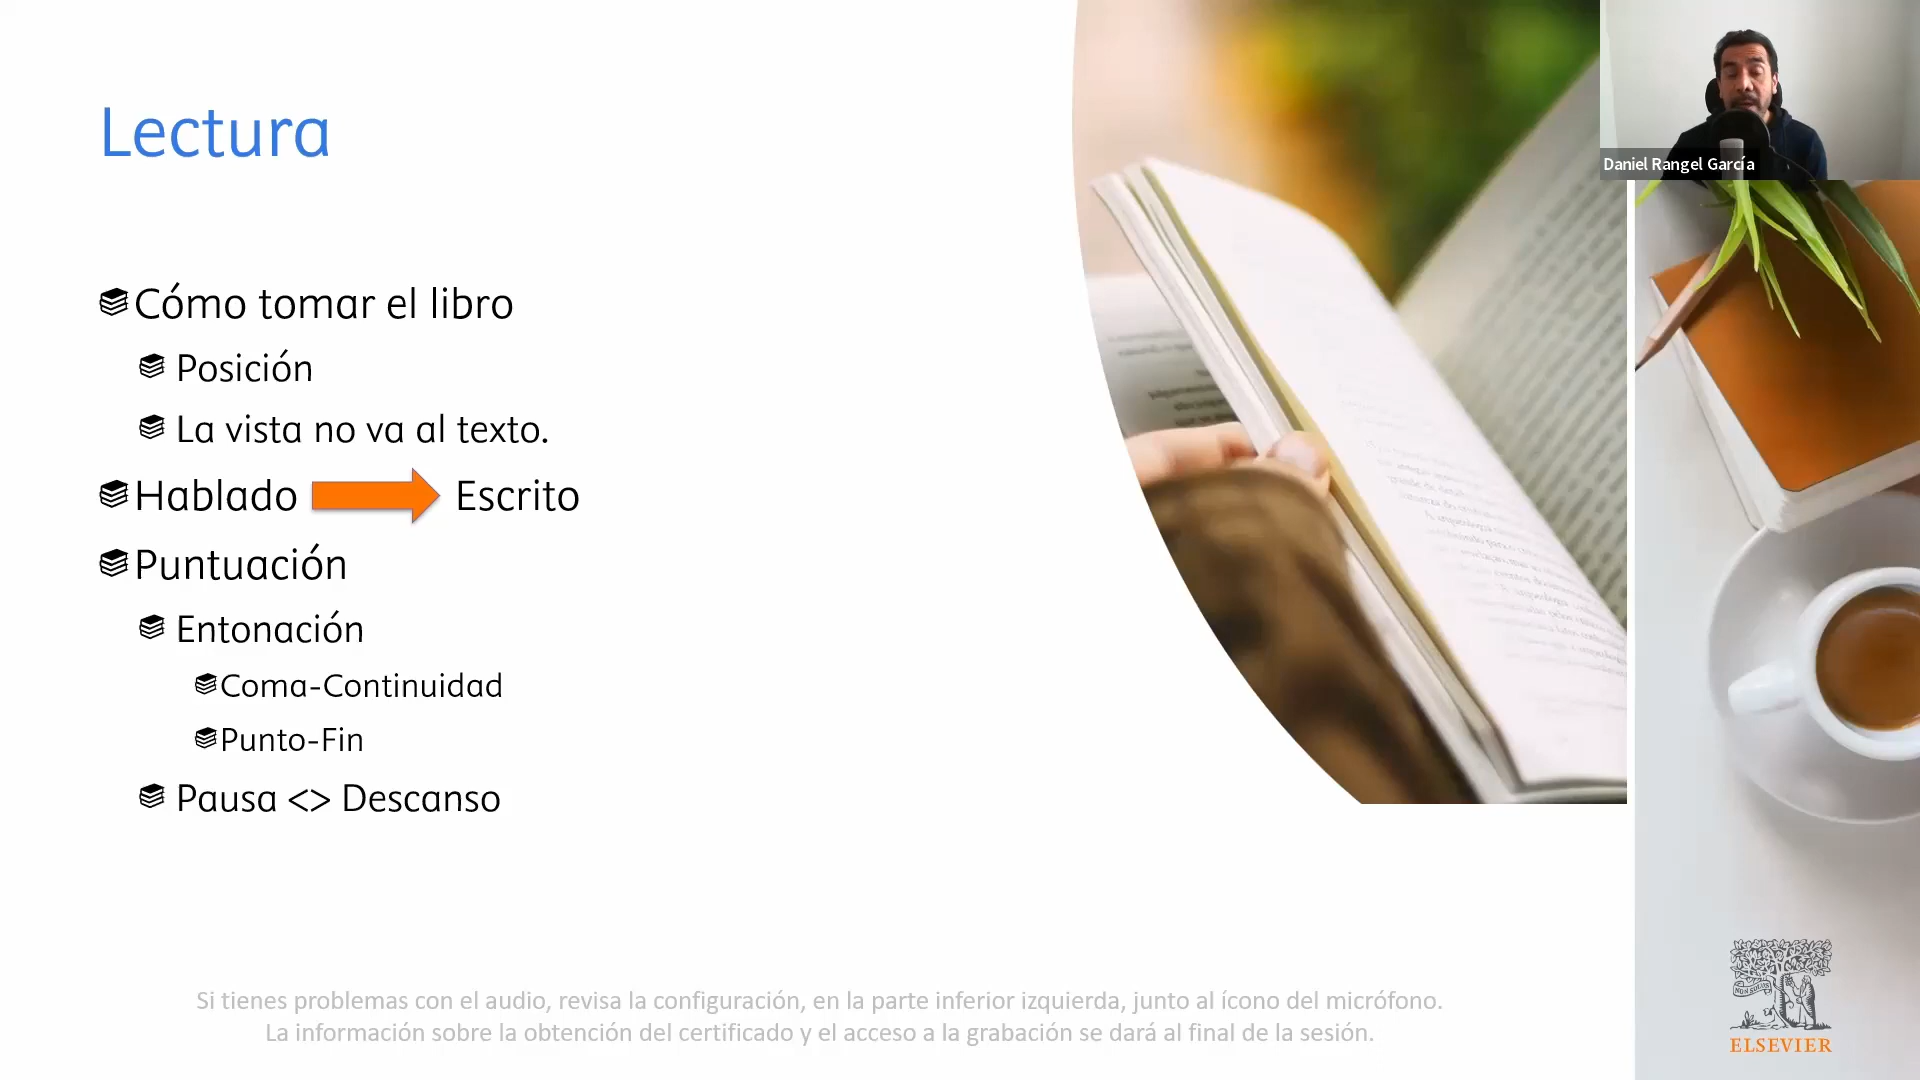 Lectura
Cómo tomar el libro
Posición
La vista no va al texto.
Hablado Escrito
Puntuación
Entonación
Coma-Continuidad
Punto-Fin
Pausa <> Descanso
Si tienes problemas con el audio, revisa la configuración, en la parte inferior izquierda, junto al ícono del micrófono.
La información sobre la obtención del certificado y el acceso a la grabación se dará al final de la sesión.
Daniel Rangel García
NON SOLUS
ELSEVIER